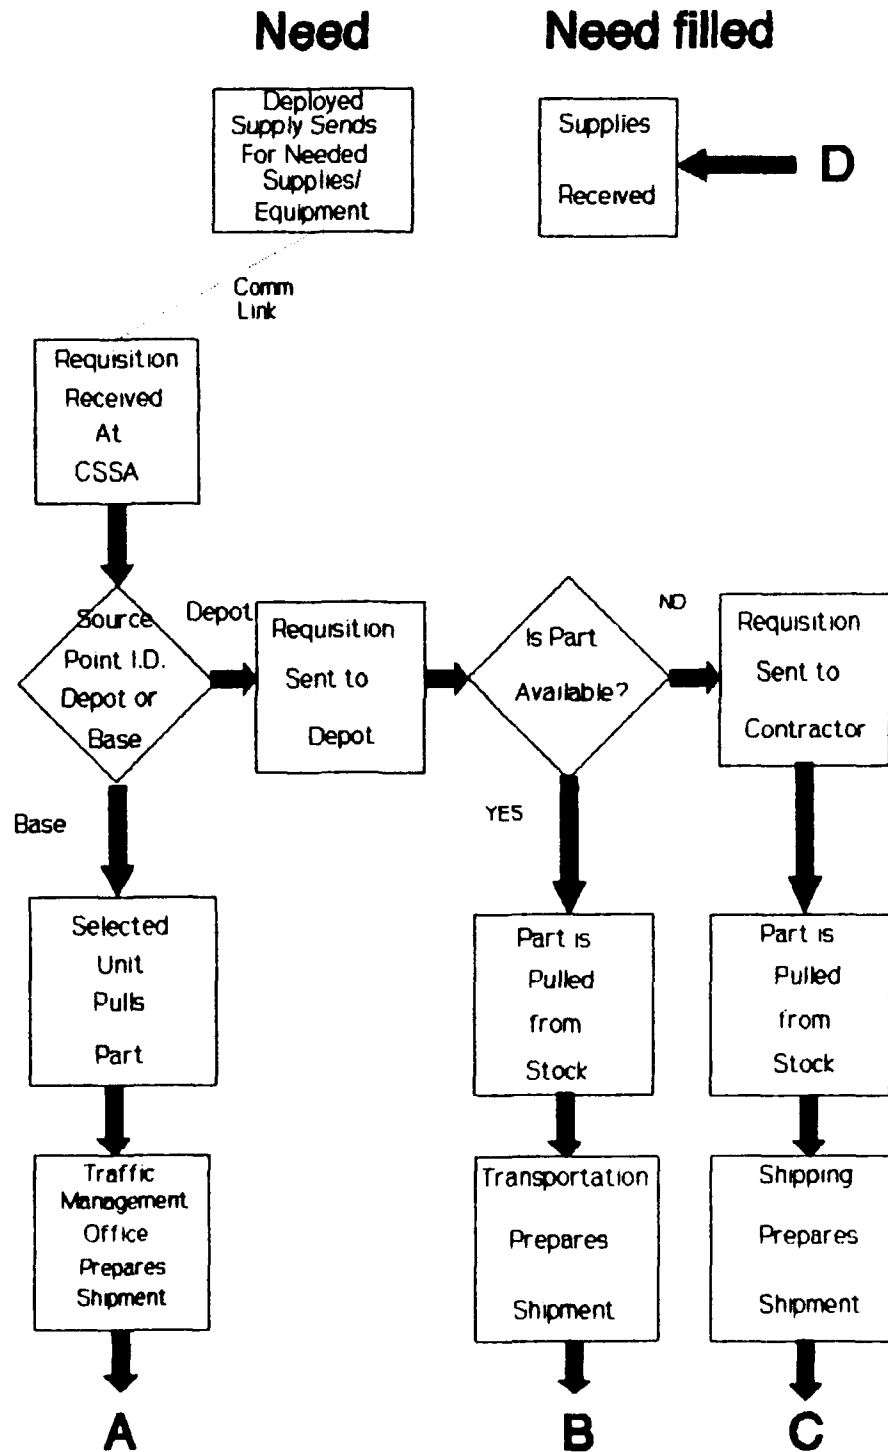 Need
Need filled
Deployed
Supply Sends
For Needed
Supplies/
Equipment
Supplies
Received
D
Comm
Link
Requisition
Received
At
CSSA
Source
Point I.D.
Depot or
Base
Depot
Requisition
Sent to
Depot
Is Part
Available?
NO
Requisition
Sent to
Contractor
Base
YES
Selected
Unit
Pulls
Part
Part is
Pulled
from
Stock
Part is
Pulled
from
Stock
Traffic
Management
Office
Prepares
Shipment
Transportation
Prepares
Shipment
Shipping
Prepares
Shipment
A
B
C